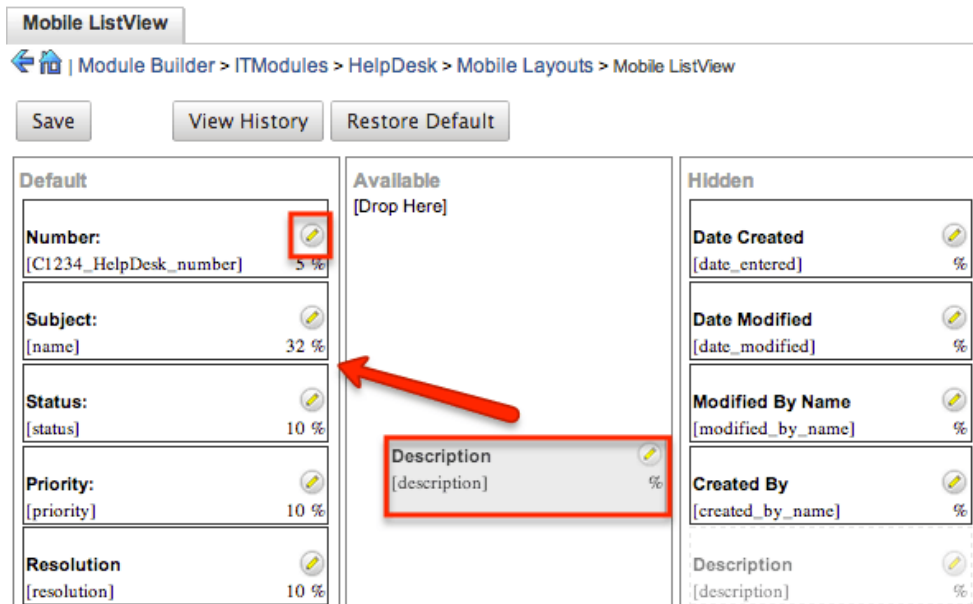 Mobile ListView
| Module Builder > ITModules > HelpDesk > Mobile Layouts > Mobile ListView
Save View History Restore Default
Default
Number:
[C1234_HelpDesk_number] 5 %
Subject:
[name] 32 %
Status:
[status] 10 %
Priority:
[priority] 10 %
Resolution
[resolution] 10 %
Available
[Drop Here]
Description
[description] %
Hidden
Date Created
[date_entered] %
Date Modified
[date_modified] %
Modified By Name
[modified_by_name] %
Created By
[created_by_name] %
Description
[description] %